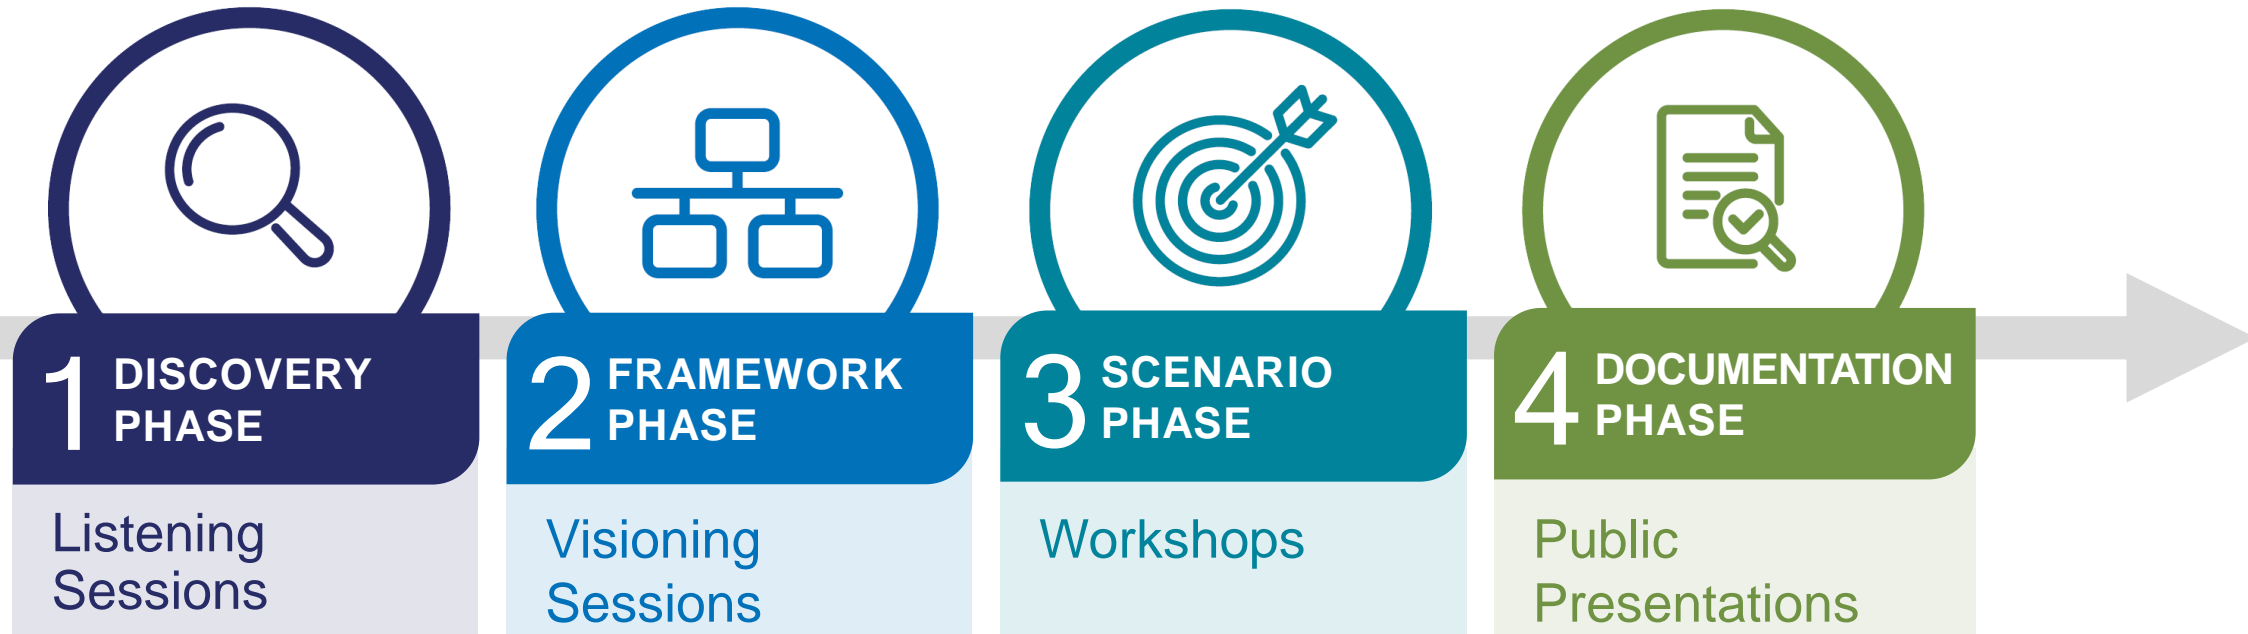 1 DISCOVERY
PHASE
Listening
Sessions
2 FRAMEWORK
PHASE
Visioning
Sessions
3 SCENARIO
PHASE
Workshops
4 DOCUMENTATION
PHASE
Public
Presentations